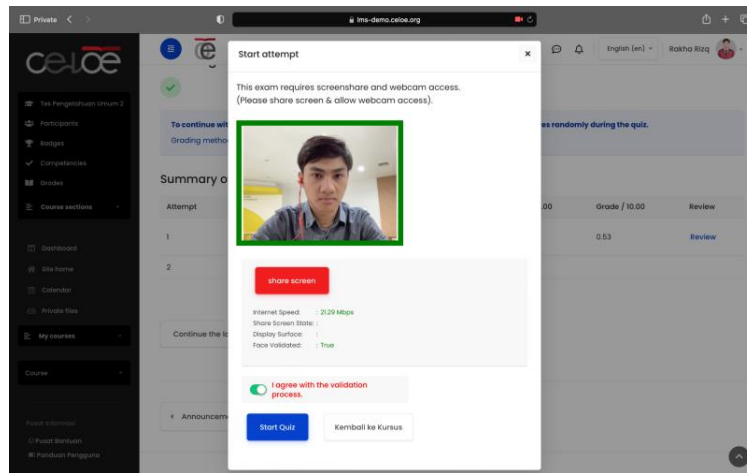 Private
lms-demo.celoe.org
celoe
Start attempt
English (en)
Rakha Rizq
This exam requires screenshare and webcam access.
(Please share screen & allow webcam access).
Tes Pengetahuan Umum 2
Participants
Badges
Competencies
Grades
Course sections
Dashboard
Site home
Calendar
Private files
My courses
Course
Pusat Informasi
Pusat Bantuan
Panduan Pengguna
To continue wit
es randomly during the quiz.
Grading metho
Summary o
Attempt
.00
Grade / 10.00
Review
1
0.53
Review
2
share screen
Internet Speed: : 21.29 Mbps
Share Screen State: :
Display Surface: :
Face Validated: : True
Continue the la
I agree with the validation
process.
Announcem
Start Quiz
Kembali ke Kursus